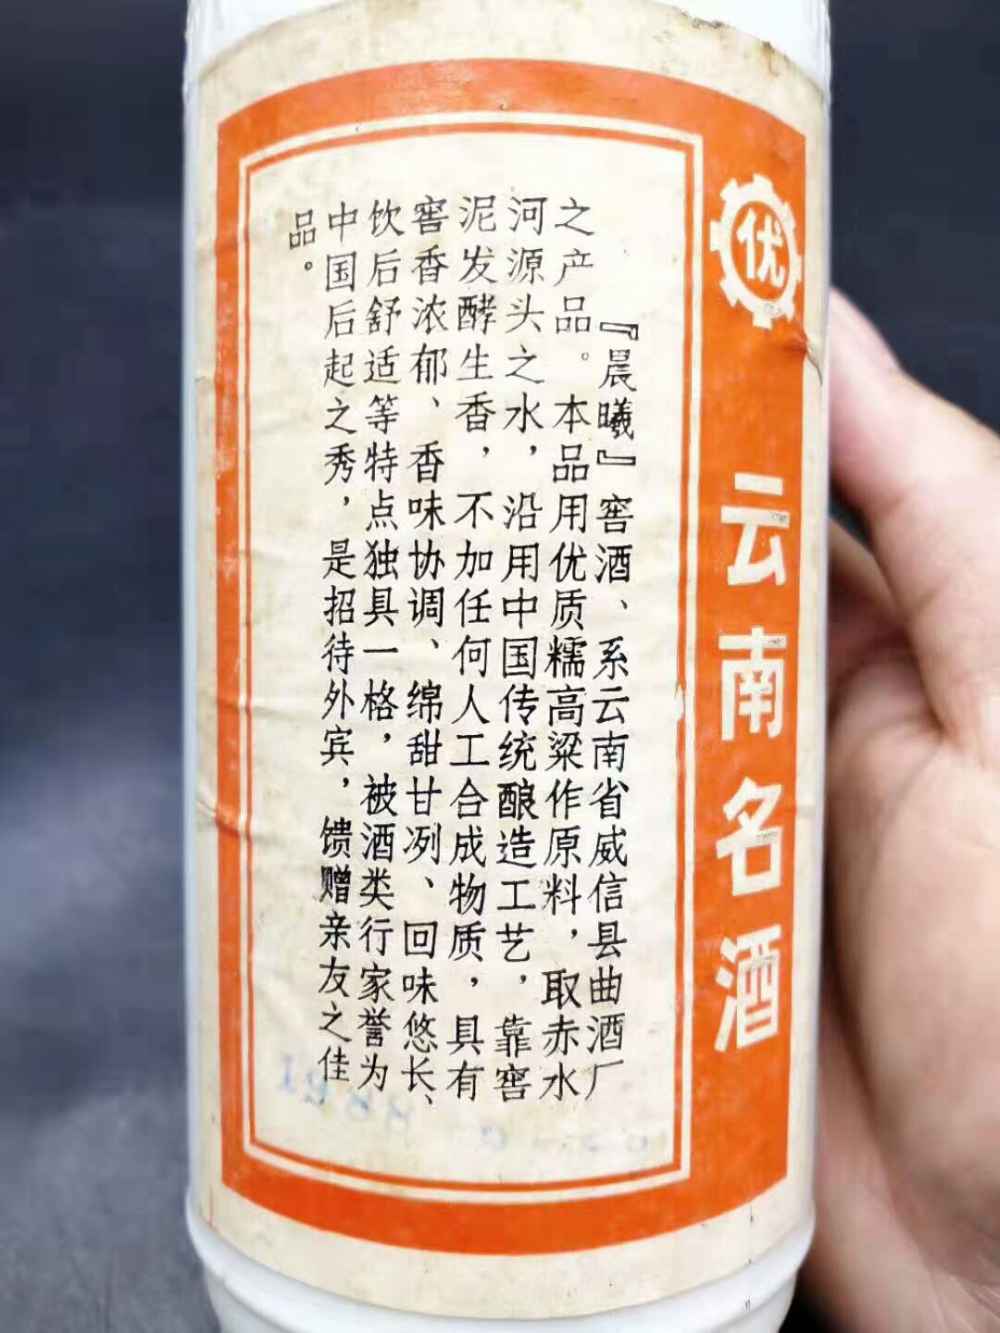 优
云南名酒
『晨曦』窖酒、系云南省威信县曲酒厂
之产品。本品用优质糯高粱作原料，取赤水
河源头之水，沿用中国传统酿造工艺，靠窖
泥发酵生香，不加任何人工合成物质，具有
窖香浓郁、香味协调、绵甜甘冽、回味悠长、
饮后舒适等特点独具一格，被酒类行家誉为
中国后起之秀，是招待外宾，馈赠亲友之佳
品。